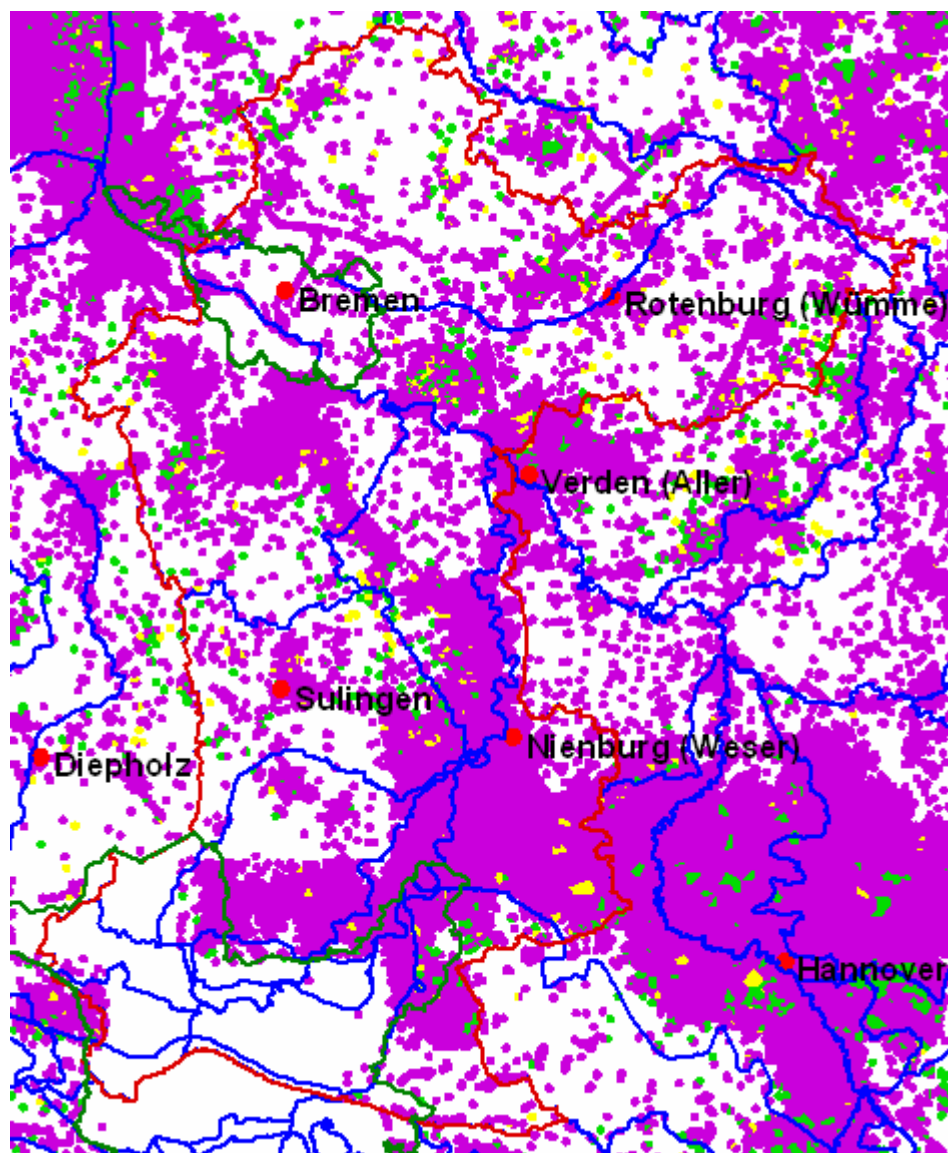 Bremen
Rotenburg (Wümme)
Verden (Aller)
Sulingen
Nienburg (Weser)
Diepholz
Hannover